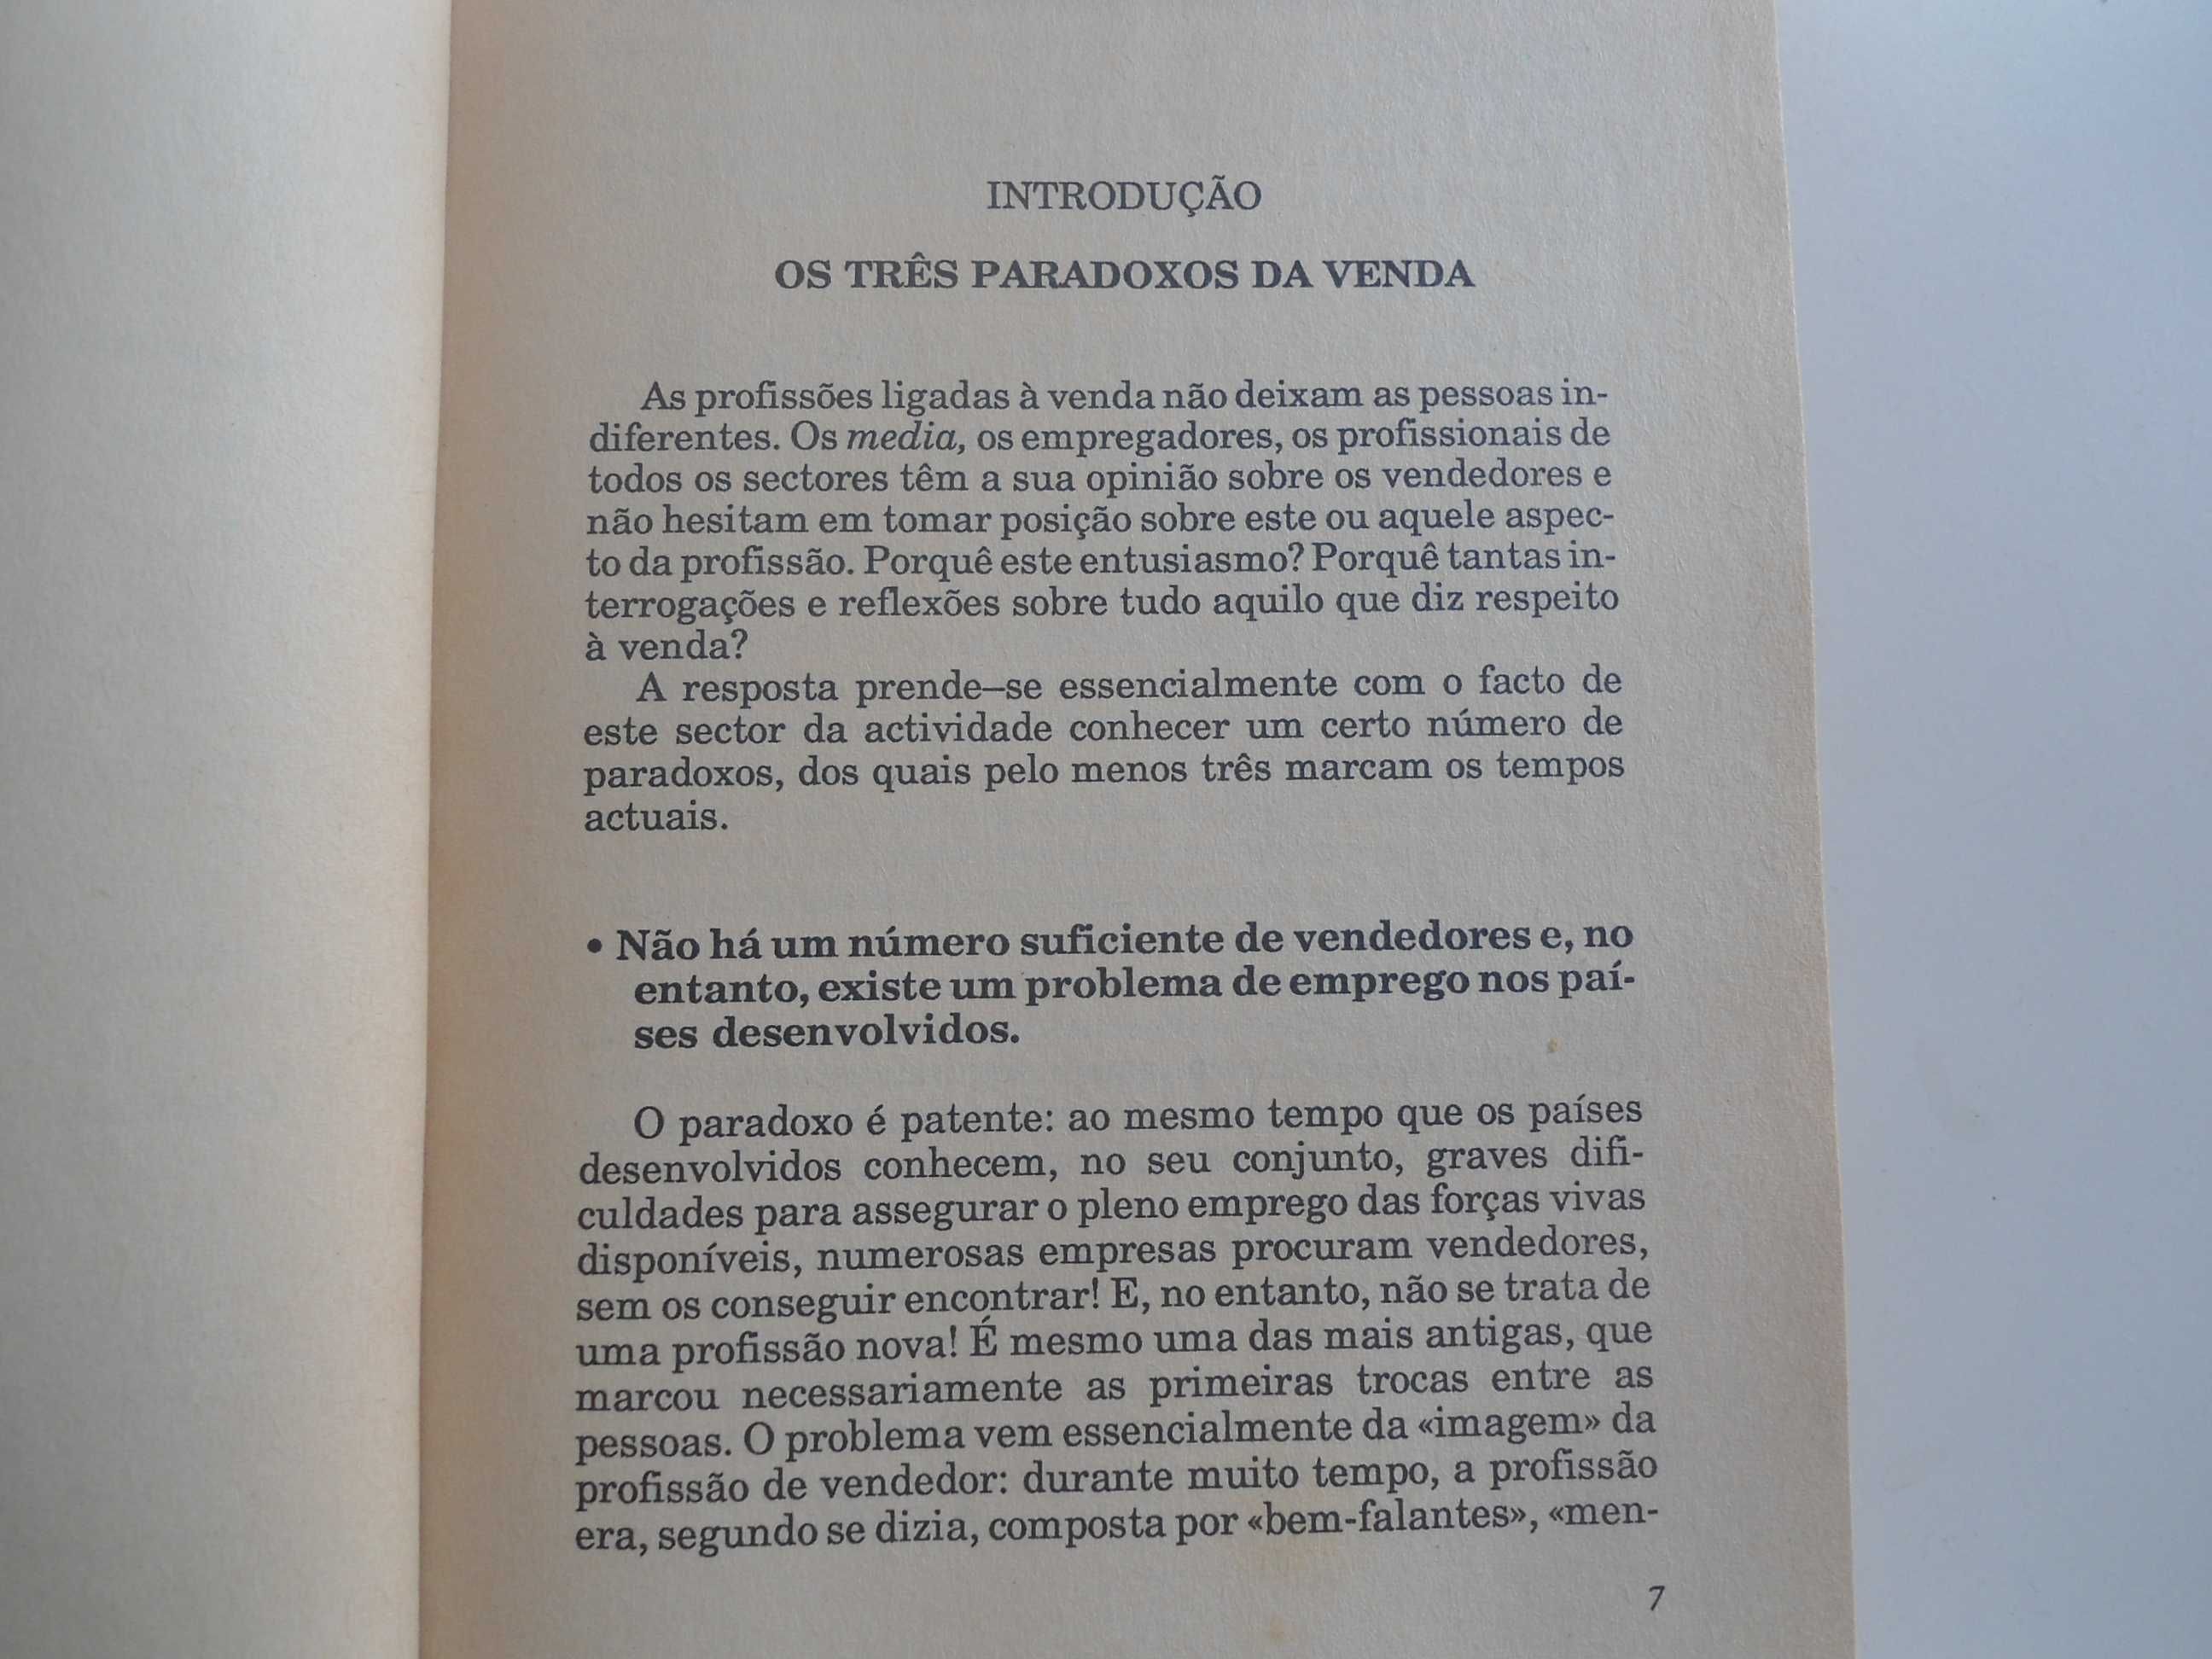 INTRODUÇÃO
OS TRÊS PARADOXOS DA VENDA
As profissões ligadas à venda não deixam as pessoas in-
diferentes. Os media, os empregadores, os profissionais de
todos os sectores têm a sua opinião sobre os vendedores e
não hesitam em tomar posição sobre este ou aquele aspec-
to da profissão. Porquê este entusiasmo? Porquê tantas in-
terrogações e reflexões sobre tudo aquilo que diz respeito
à venda?
A resposta prende–se essencialmente com o facto de
este sector da actividade conhecer um certo número de
paradoxos, dos quais pelo menos três marcam os tempos
actuais.
• Não há um número suficiente de vendedores e, no
entanto, existe um problema de emprego nos paí-
ses desenvolvidos.
O paradoxo é patente: ao mesmo tempo que os países
desenvolvidos conhecem, no seu conjunto, graves difi-
culdades para assegurar o pleno emprego das forças vivas
disponíveis, numerosas empresas procuram vendedores,
sem os conseguir encontrar! E, no entanto, não se trata de
uma profissão nova! É mesmo uma das mais antigas, que
marcou necessariamente as primeiras trocas entre as
pessoas. O problema vem essencialmente da «imagem» da
profissão de vendedor: durante muito tempo, a profissão
era, segundo se dizia, composta por «bem-falantes», «men-
7